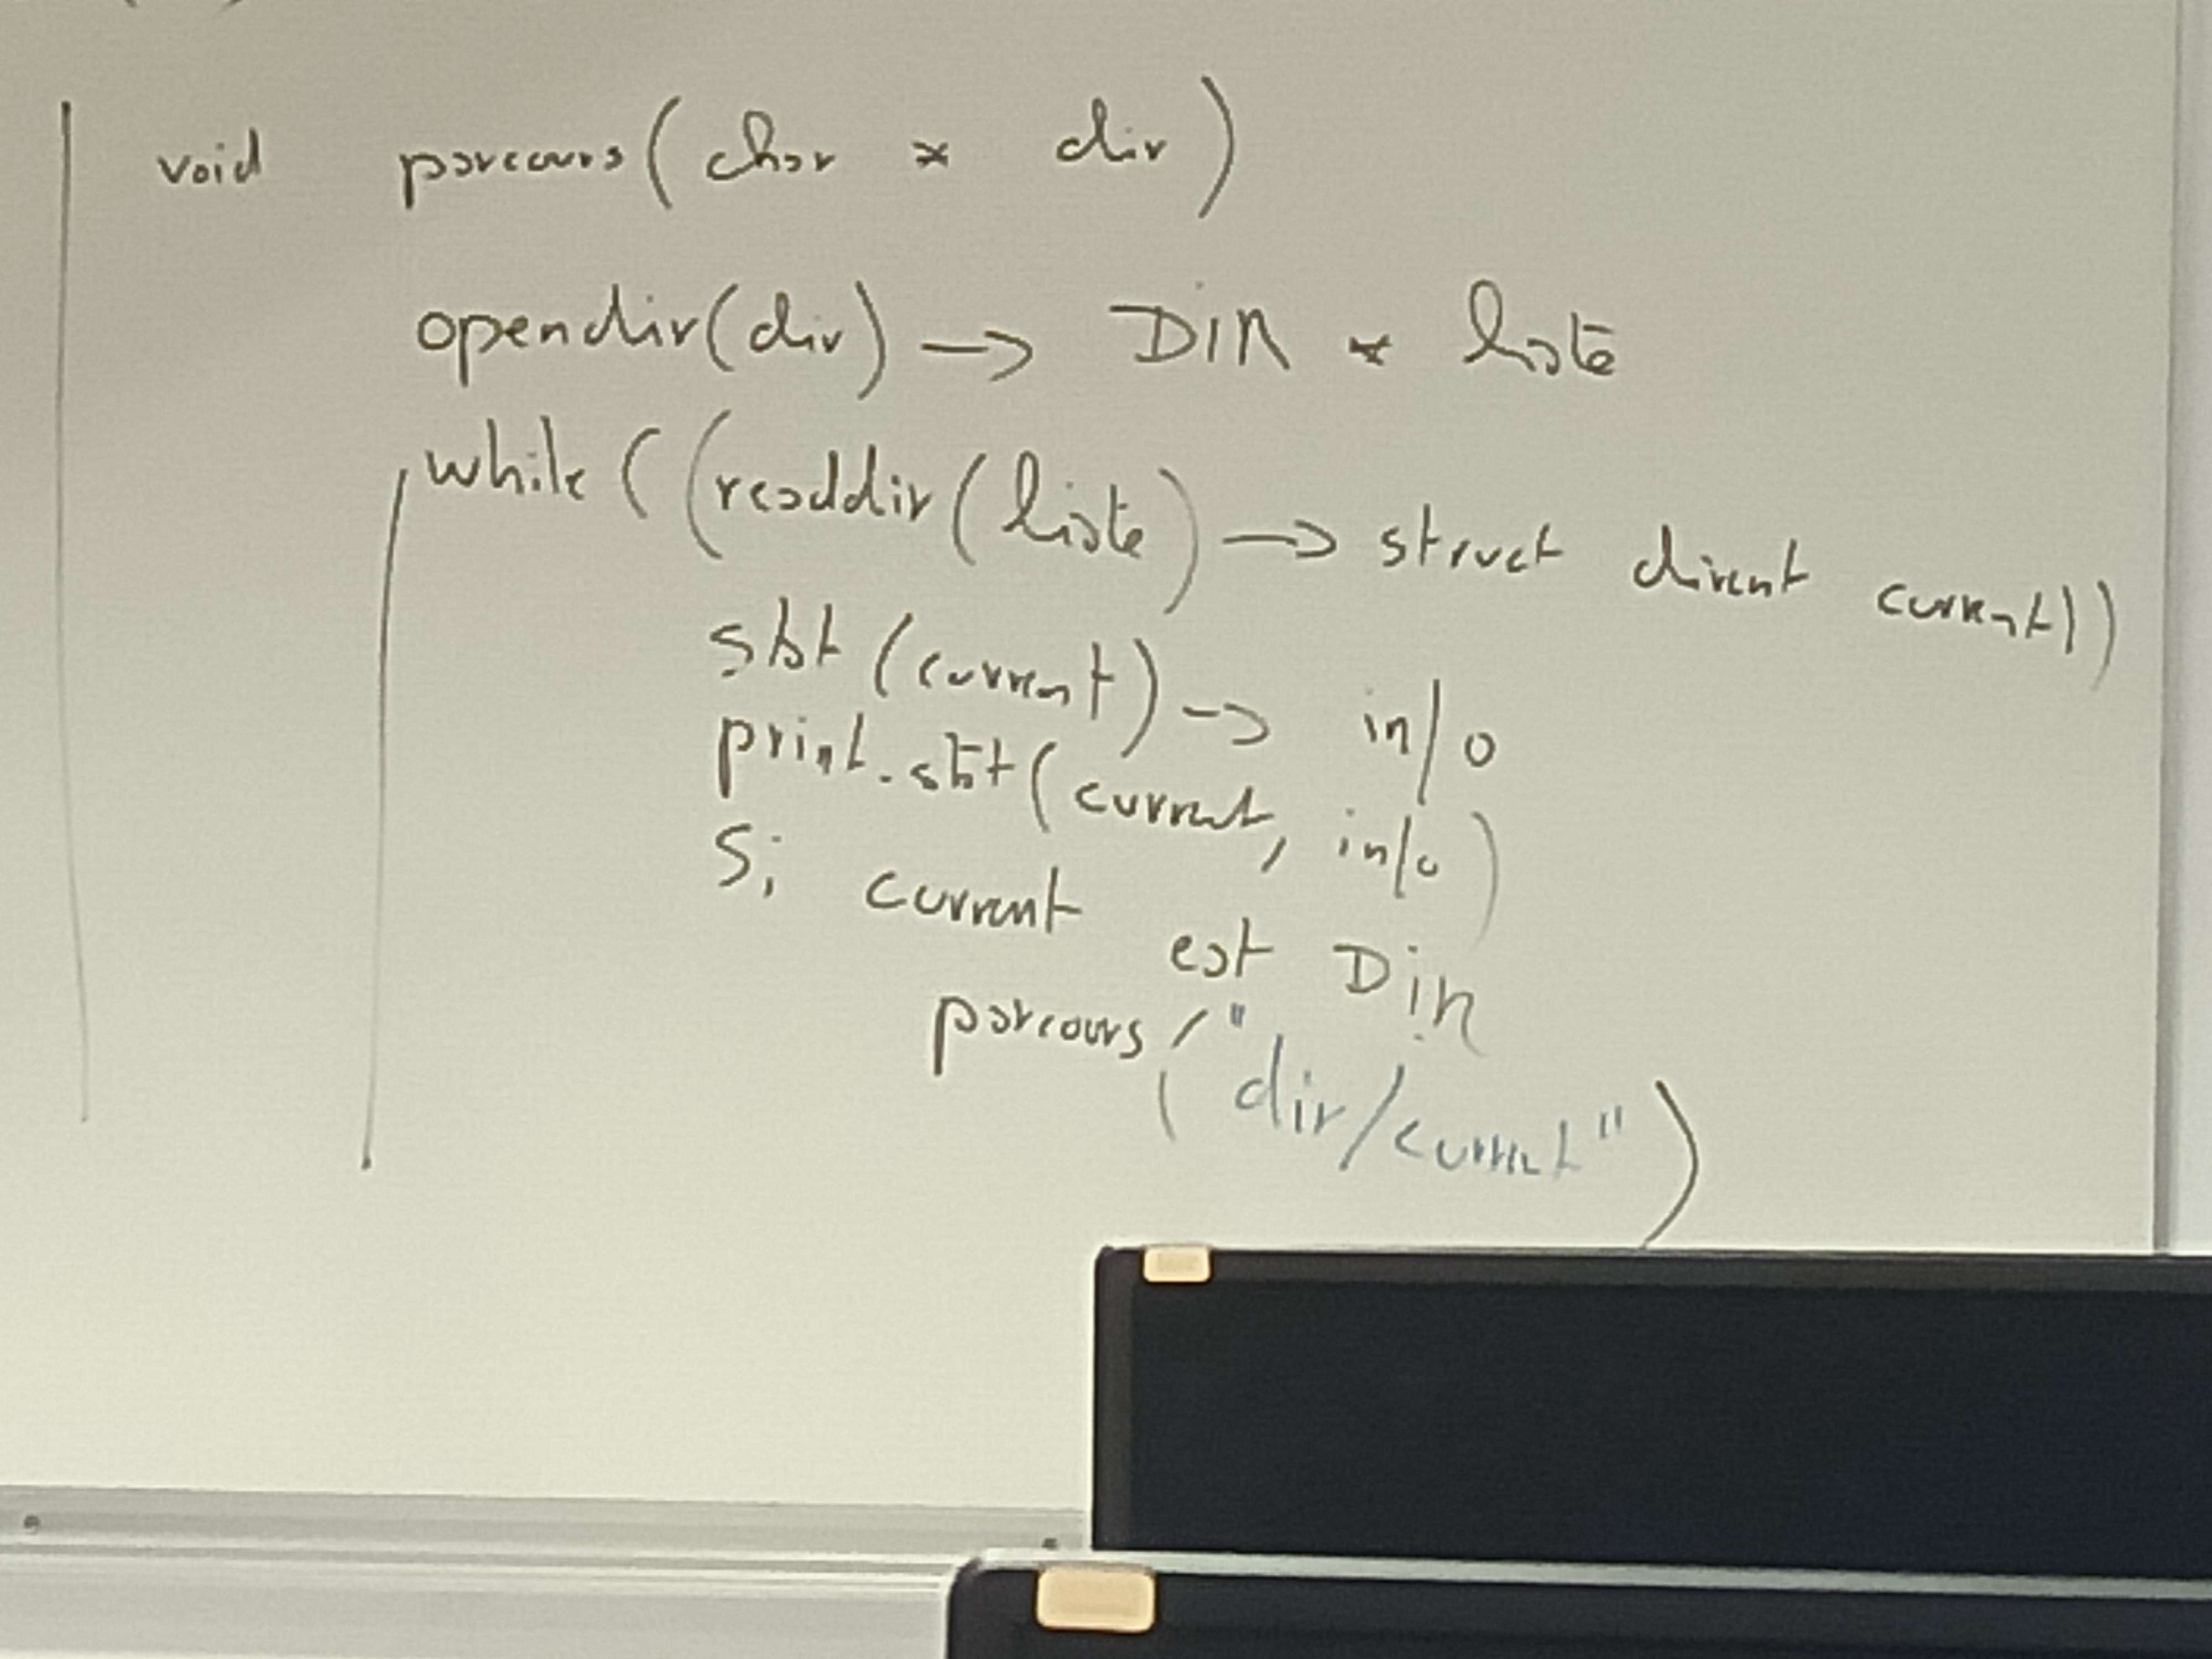 void parcours (char * dir)
opendir(dir) → DIR * liste
while ((readdir(liste) → struct dirent current))
stat (current) → info
print_stat (current, info)
Si current est DIR
parcours ("dir/current")